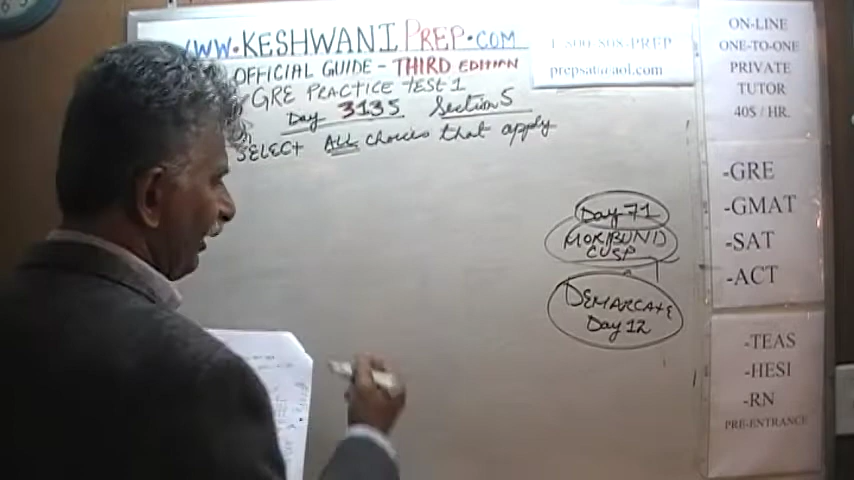 WW.KESHWANIPREP.COM
OFFICIAL GUIDE - THIRD EDITION
GRE PRACTICE TEST 1
Day 3135 Section 5
SELECT ALL choices that apply
prepsat@aol.com
Day 71
MORIBUND
CUSP
DEMARCATE
Day 12
ON-LINE
ONE-TO-ONE
PRIVATE
TUTOR
40$ / HR.
-GRE
-GMAT
-SAT
-ACT
-TEAS
-HESI
-RN
PRE-ENTRANCE